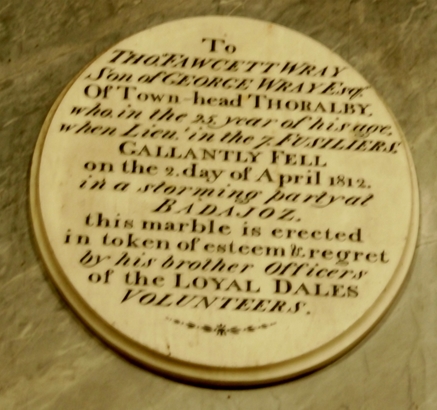 To
THO. FAWCETT WRAY
Son of GEORGE WRAY Esq.
Of Town-head THORALBY,
who, in the 25 year of his age,
when Lieu.t in the 7. FUSILIERS,
GALLANTLY FELL
on the 2. day of April 1812.
in a storming party at
BADAJOZ.
this marble is erected
in token of esteem & regret
by his brother Officers
of the LOYAL DALES
VOLUNTEERS.